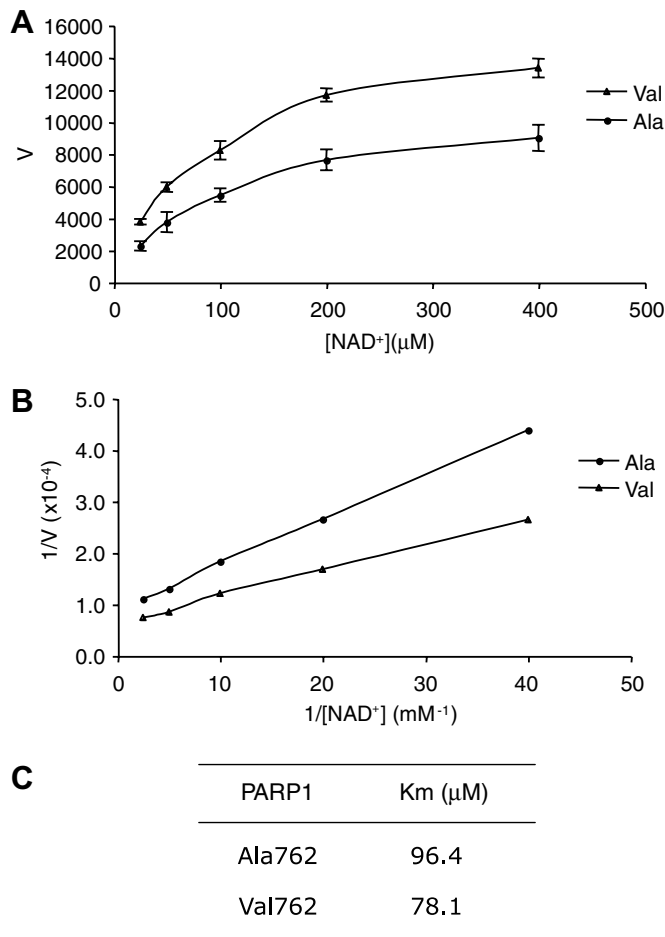 A
16000
14000
12000
10000
8000
6000
4000
2000
0
V
0 100 200 300 400 500
[NAD⁺](μM)
Val
Ala
B
5.0
4.0
3.0
2.0
1.0
0.0
1/V (x10⁻⁴)
0 10 20 30 40 50
1/[NAD⁺] (mM⁻¹)
Ala
Val
C
PARP1 Km (μM)
Ala762 96.4
Val762 78.1